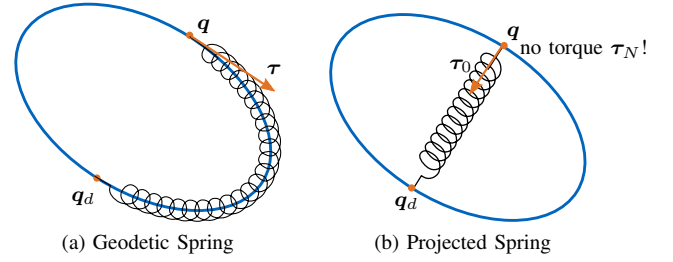 q
τ
q_d
(a) Geodetic Spring
q
no torque τ_N!
τ_0
q_d
(b) Projected Spring